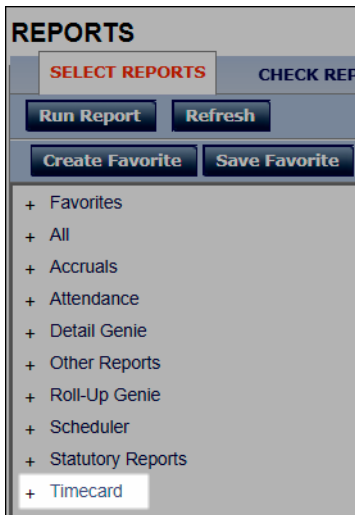 REPORTS
SELECT REPORTS CHECK REP
Run Report Refresh
Create Favorite Save Favorite
+ Favorites
+ All
+ Accruals
+ Attendance
+ Detail Genie
+ Other Reports
+ Roll-Up Genie
+ Scheduler
+ Statutory Reports
+ Timecard